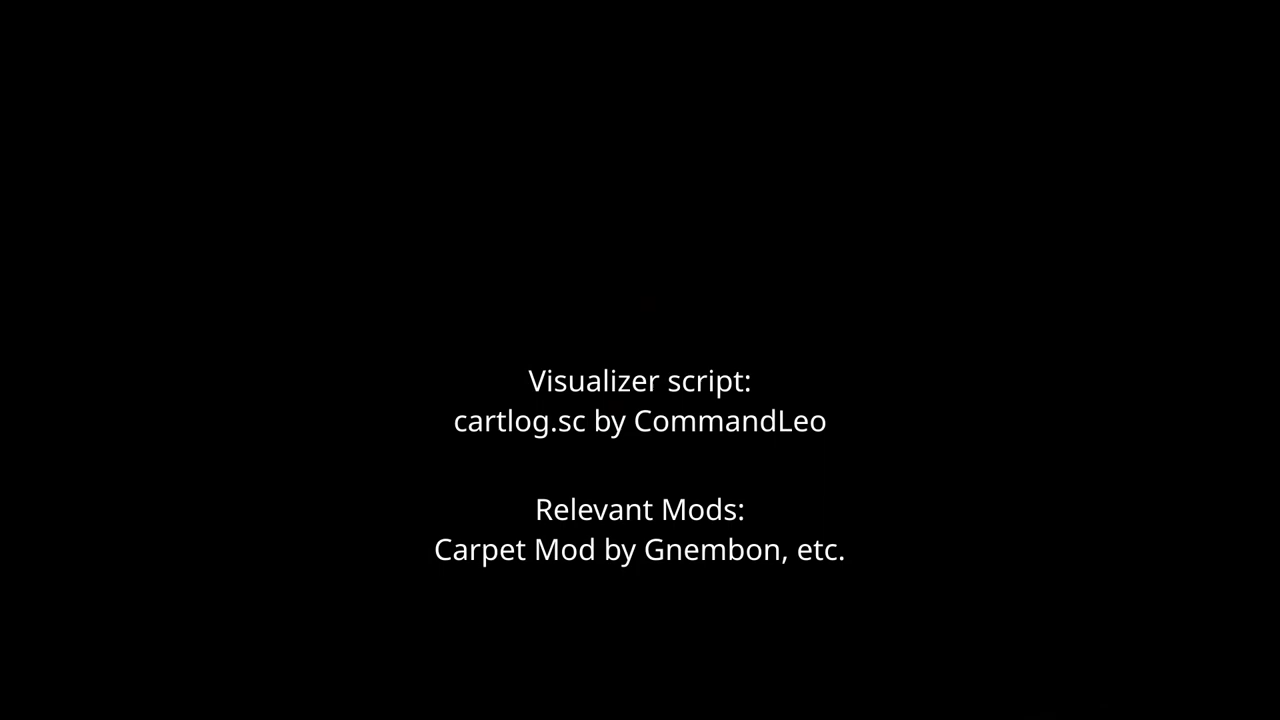 Visualizer script:
cartlog.sc by CommandLeo
Relevant Mods:
Carpet Mod by Gnembon, etc.